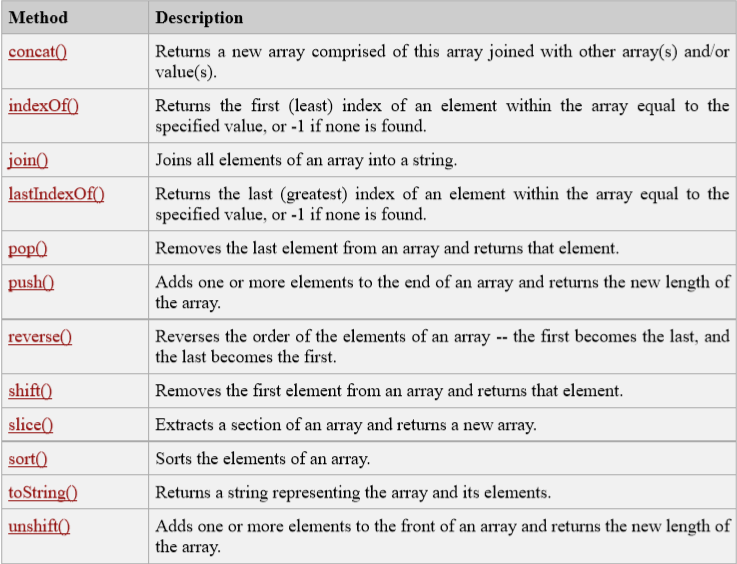 Method Description
concat() Returns a new array comprised of this array joined with other array(s) and/or
value(s).
indexOf() Returns the first (least) index of an element within the array equal to the
specified value, or -1 if none is found.
join() Joins all elements of an array into a string.
lastIndexOf() Returns the last (greatest) index of an element within the array equal to the
specified value, or -1 if none is found.
pop() Removes the last element from an array and returns that element.
push() Adds one or more elements to the end of an array and returns the new length of
the array.
reverse() Reverses the order of the elements of an array -- the first becomes the last, and
the last becomes the first.
shift() Removes the first element from an array and returns that element.
slice() Extracts a section of an array and returns a new array.
sort() Sorts the elements of an array.
toString() Returns a string representing the array and its elements.
unshift() Adds one or more elements to the front of an array and returns the new length of
the array.